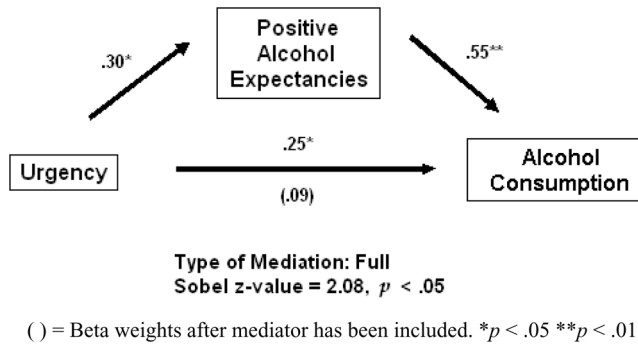 Positive
Alcohol
Expectancies
.30*
.55**
.25*
Urgency
Alcohol
Consumption
(.09)
Type of Mediation: Full
Sobel z-value = 2.08, p < .05
( ) = Beta weights after mediator has been included. *p < .05 **p < .01